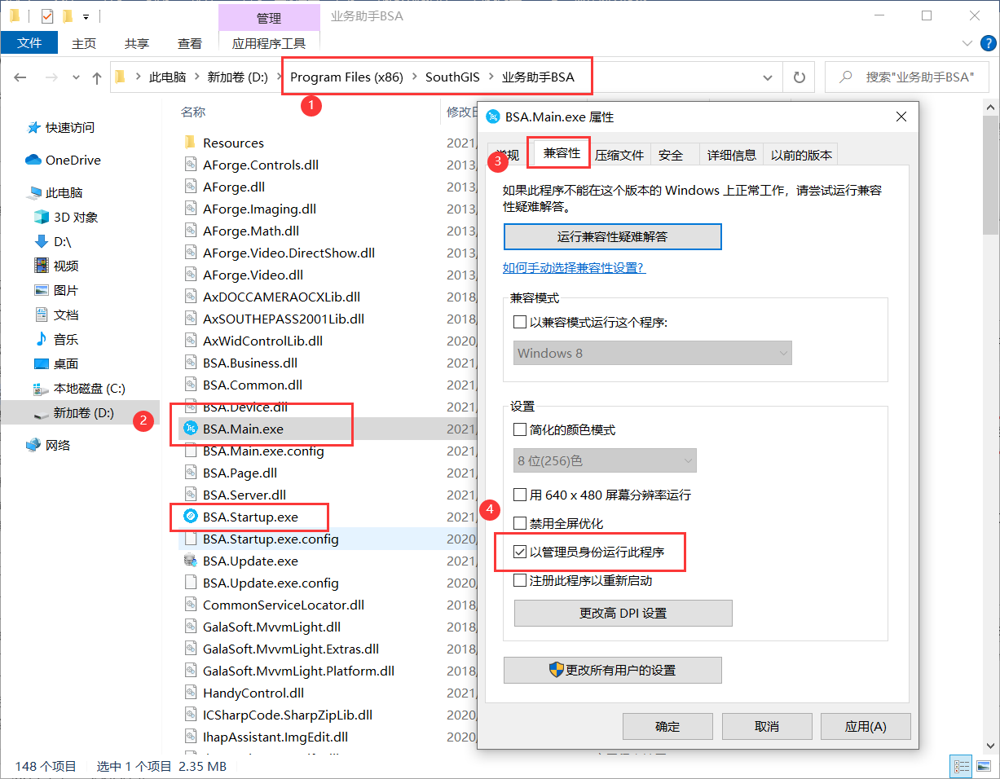 管理
业务助手BSA
文件
主页
共享
查看
应用程序工具
此电脑
新加卷 (D:)
Program Files (x86)
SouthGIS
业务助手BSA
搜索"业务助手BSA"
1
快速访问
OneDrive
此电脑
3D 对象
D:\
视频
图片
文档
音乐
桌面
本地磁盘 (C:)
新加卷 (D:)
网络
名称
修改日
Resources
2021,
AForge.Controls.dll
2013,
AForge.dll
2013,
AForge.Imaging.dll
2013,
AForge.Math.dll
2013,
AForge.Video.DirectShow.dll
2013,
AForge.Video.dll
2013,
AxDOCCAMERAOCXLib.dll
2018,
AxSOUTHEPASS2001Lib.dll
2018,
AxWidControlLib.dll
2020,
BSA.Business.dll
2021,
BSA.Common.dll
2021,
BSA.Device.dll
2021,
2
BSA.Main.exe
2021,
BSA.Main.exe.config
2021,
BSA.Page.dll
2021,
BSA.Server.dll
2021,
BSA.Startup.exe
2021,
BSA.Startup.exe.config
2020,
BSA.Update.exe
2021,
BSA.Update.exe.config
2020,
CommonServiceLocator.dll
2018,
GalaSoft.MvvmLight.dll
2018,
GalaSoft.MvvmLight.Extras.dll
2018,
GalaSoft.MvvmLight.Platform.dll
2018,
HandyControl.dll
2021,
ICSharpCode.SharpZipLib.dll
2020,
IhapAssistant.ImgEdit.dll
2020,
148 个项目
选中 1 个项目 2.35 MB
BSA.Main.exe 属性
3
常规
兼容性
压缩文件
安全
详细信息
以前的版本
如果此程序不能在这个版本的 Windows 上正常工作，请尝试运行兼容
性疑难解答。
运行兼容性疑难解答
如何手动选择兼容性设置?
兼容模式
以兼容模式运行这个程序:
Windows 8
设置
简化的颜色模式
8 位(256)色
用 640 x 480 屏幕分辨率运行
4
禁用全屏优化
以管理员身份运行此程序
注册此程序以重新启动
更改高 DPI 设置
更改所有用户的设置
确定
取消
应用(A)